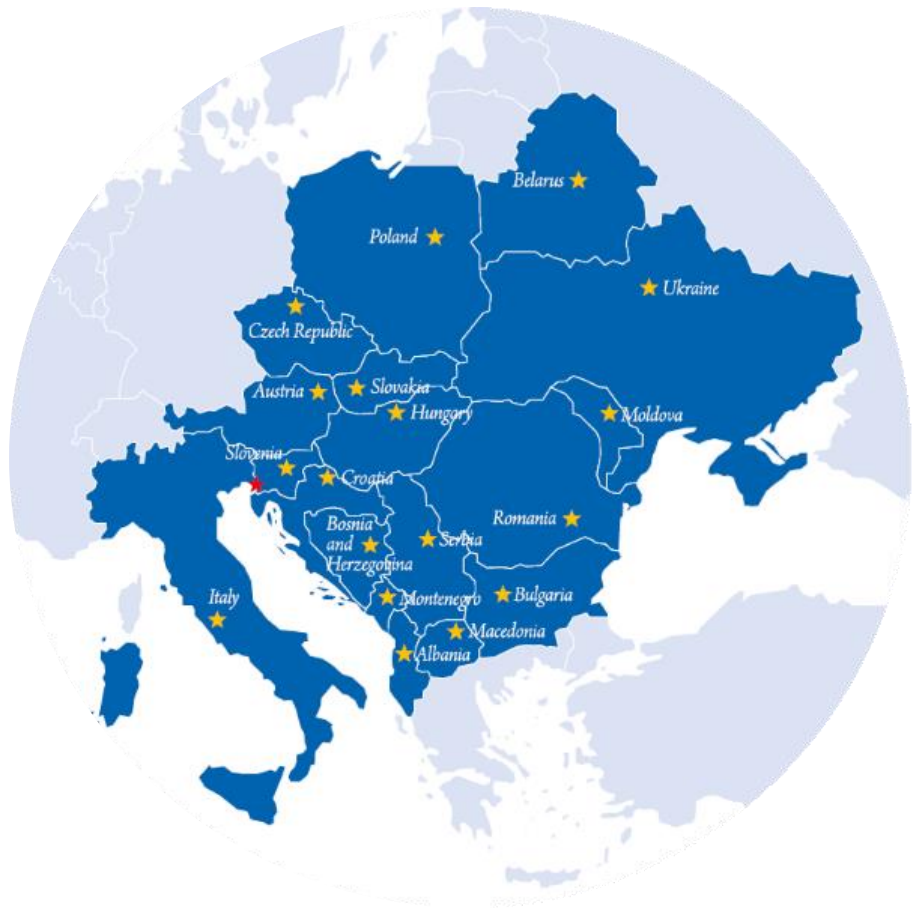 Belarus
Poland
Ukraine
Czech Republic
Austria
Slovakia
Hungary
Moldova
Slovenia
Croatia
Romania
Bosnia
and
Herzegovina
Serbia
Italy
Montenegro
Bulgaria
Macedonia
Albania